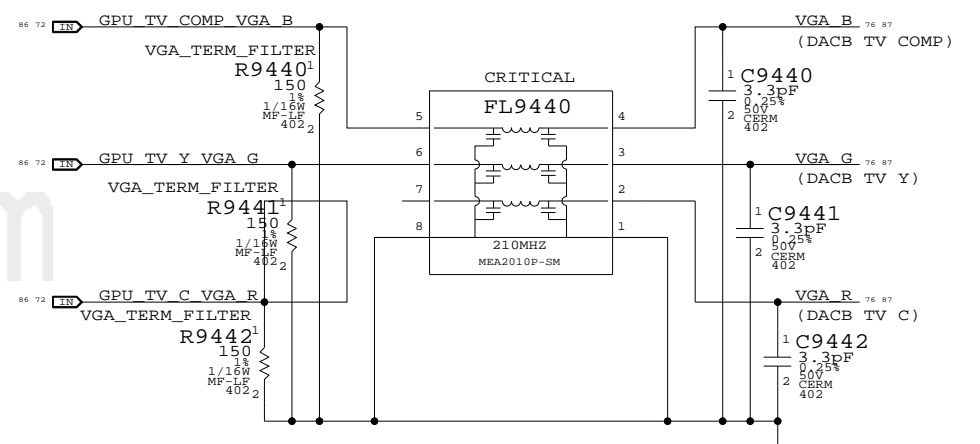 86 72 IN GPU_TV_COMP_VGA_B
VGA_B 76 87
(DACB TV COMP)
VGA_TERM_FILTER
R9440 1
150
1%
1/16W
MF-LF
402 2
CRITICAL
FL9440
5 4
6 3
7 2
8 1
210MHZ
MEA2010P-SM
1 C9440
3.3pF
0.25%
50V
2 CERM
402
86 72 IN GPU_TV_Y_VGA_G
VGA_G 76 87
(DACB TV Y)
VGA_TERM_FILTER
R9441 1
150
1%
1/16W
MF-LF
402 2
1 C9441
3.3pF
0.25%
50V
2 CERM
402
m
86 72 IN GPU_TV_C_VGA_R
VGA_R 76 87
(DACB TV C)
VGA_TERM_FILTER
R9442 1
150
1%
1/16W
MF-LF
402 2
1 C9442
3.3pF
0.25%
50V
2 CERM
402